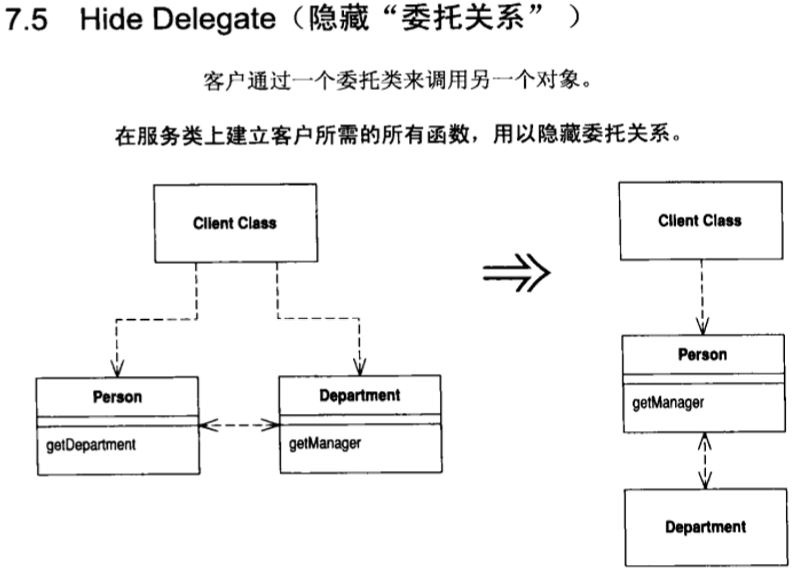 7.5 Hide Delegate（隐藏“委托关系”）
客户通过一个委托类来调用另一个对象。
在服务类上建立客户所需的所有函数，用以隐藏委托关系。
Client Class
Person
getDepartment
Department
getManager
Client Class
Person
getManager
Department